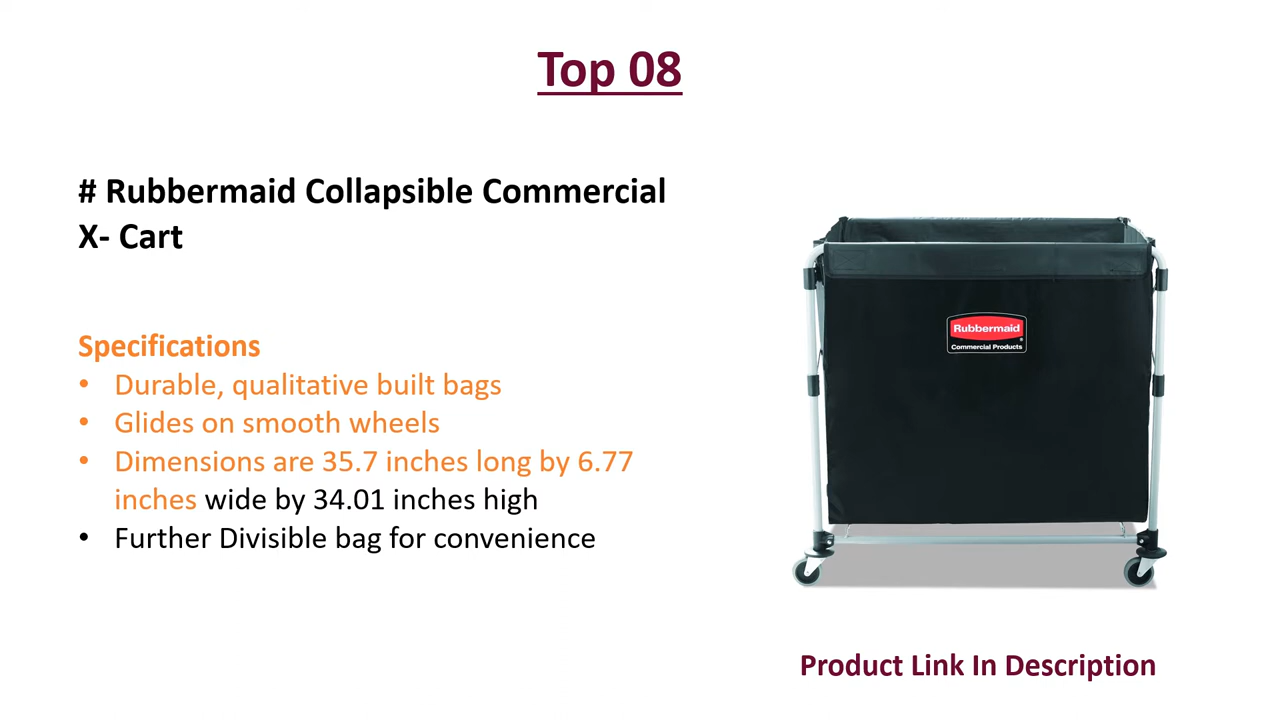 Top 08
# Rubbermaid Collapsible Commercial
X- Cart
Specifications
• Durable, qualitative built bags
• Glides on smooth wheels
• Dimensions are 35.7 inches long by 6.77
inches wide by 34.01 inches high
• Further Divisible bag for convenience
Rubbermaid®
Commercial Products
Product Link In Description